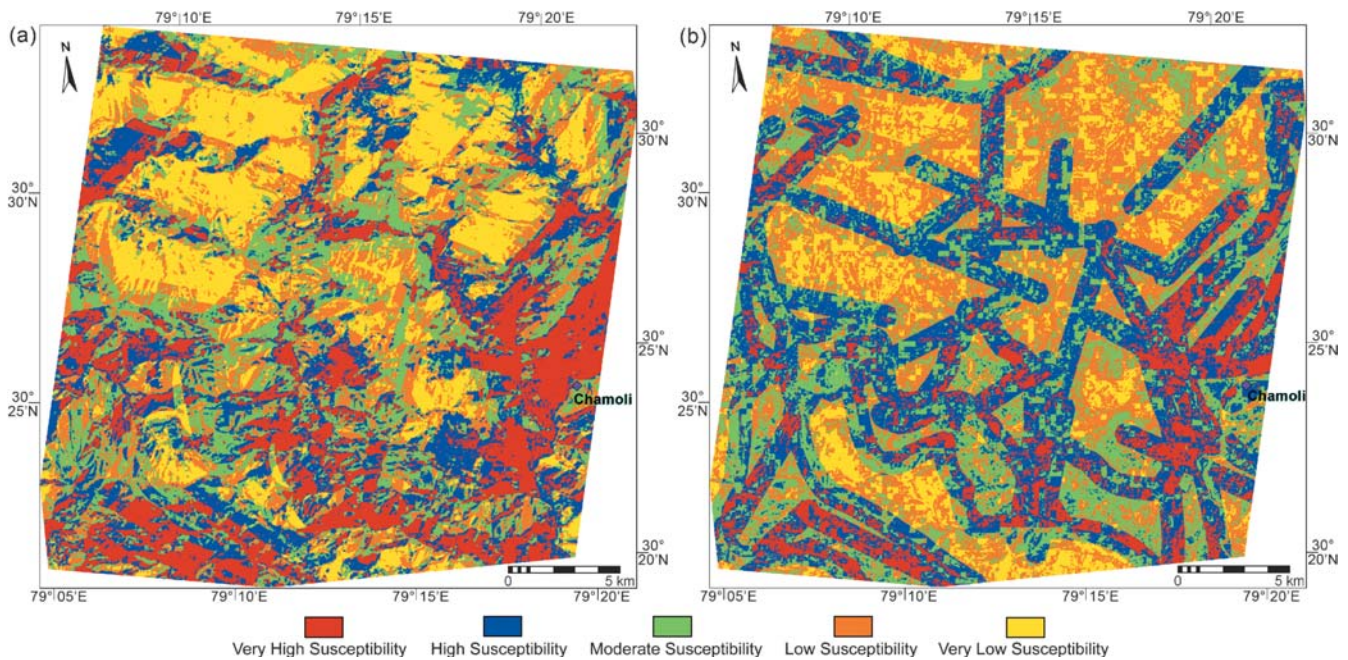 (a)
79°10'E 79°15'E 79°20'E
N
30°
30'N
30°
30'N
30°
25'N
30°
25'N
Chamoli
30°
20'N
0 5 km
79°05'E 79°10'E 79°15'E 79°20'E
(b)
79°10'E 79°15'E 79°20'E
N
30°
30'N
30°
30'N
30°
25'N
30°
25'N
Chamoli
30°
20'N
0 5 km
79°05'E 79°10'E 79°15'E 79°20'E
Very High Susceptibility High Susceptibility Moderate Susceptibility Low Susceptibility Very Low Susceptibility